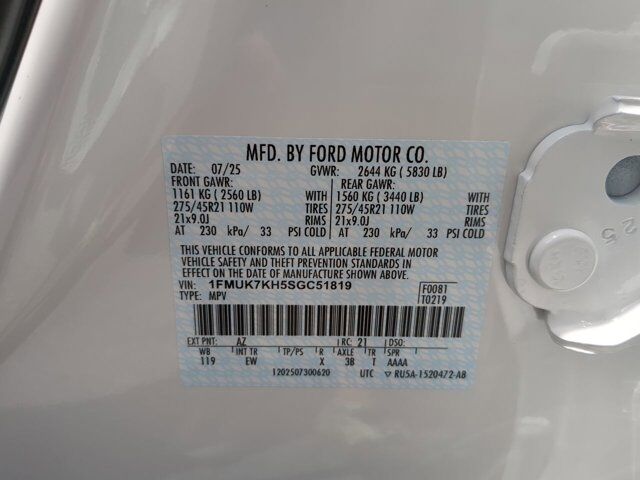 MFD. BY FORD MOTOR CO.
DATE: 07/25 GVWR: 2644 KG ( 5830 LB)
FRONT GAWR: REAR GAWR:
1161 KG ( 2560 LB) WITH 1560 KG ( 3440 LB) WITH
275/45R21 110W TIRES 275/45R21 110W TIRES
21x9.0J RIMS 21x9.0J RIMS
AT 230 kPa/ 33 PSI COLD AT 230 kPa/ 33 PSI COLD
THIS VEHICLE CONFORMS TO ALL APPLICABLE FEDERAL MOTOR
VEHICLE SAFETY AND THEFT PREVENTION STANDARDS IN
EFFECT ON THE DATE OF MANUFACTURE SHOWN ABOVE.
VIN: 1FMUK7KH5SGC51819 F0081
TYPE: MPV T0219
EXT PNT: AZ RC: 21 DSO:
WB INT TR TP/PS R AXLE TR SPR
119 EW X 3B T AAAA
1202507300620 UTC ▽ RU5A-1520472-AB